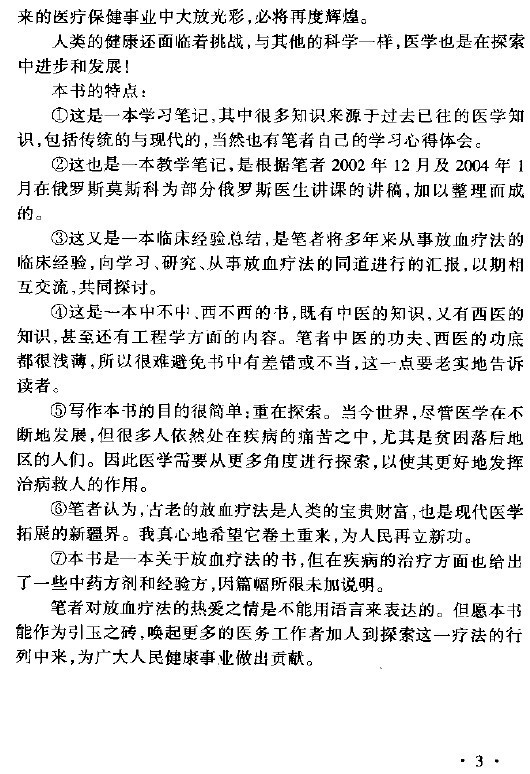 来的医疗保健事业中大放光彩，必将再度辉煌。
人类的健康还面临着挑战，与其他的科学一样，医学也是在探索
中进步和发展！
本书的特点：
①这是一本学习笔记，其中很多知识来源于过去已往的医学知
识，包括传统的与现代的，当然也有笔者自己的学习心得体会。
②这也是一本教学笔记，是根据笔者 2002 年 12 月及 2004 年 1
月在俄罗斯莫斯科为部分俄罗斯医生讲课的讲稿，加以整理而成
的。
③这又是一本临床经验总结，是笔者将多年来从事放血疗法的
临床经验，向学习、研究、从事放血疗法的同道进行的汇报，以期相
互交流，共同探讨。
④这是一本中不中、西不西的书，既有中医的知识，又有西医的
知识，甚至还有工程学方面的内容。笔者中医的功夫、西医的功底
都很浅薄，所以很难避免书中有差错或不当，这一点要老实地告诉
读者。
⑤写作本书的目的很简单：重在探索。当今世界，尽管医学在不
断地发展，但很多人依然处在疾病的痛苦之中，尤其是贫困落后地
区的人们。因此医学需要从更多角度进行探索，以使其更好地发挥
治病救人的作用。
⑥笔者认为，古老的放血疗法是人类的宝贵财富，也是现代医学
拓展的新疆界。我真心地希望它卷土重来，为人民再立新功。
⑦本书是一本关于放血疗法的书，但在疾病的治疗方面也给出
了一些中药方剂和经验方，因篇幅所限未加说明。
笔者对放血疗法的热爱之情是不能用语言来表达的。但愿本书
能作为引玉之砖，唤起更多的医务工作者加人到探索这一疗法的行
列中来，为广大人民健康事业做出贡献。
· 3 ·